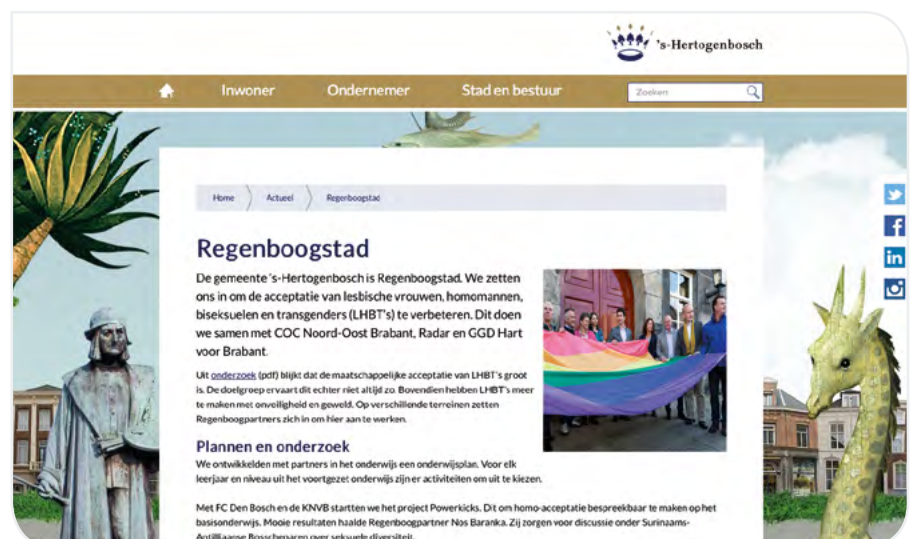 's-Hertogenbosch
Inwoner Ondernemer Stad en bestuur Zoeken
Home Actueel Regenboogstad
Regenboogstad
De gemeente 's-Hertogenbosch is Regenboogstad. We zetten
ons in om de acceptatie van lesbische vrouwen, homomannen,
biseksuelen en transgenders (LHBT's) te verbeteren. Dit doen
we samen met COC Noord-Oost Brabant, Radar en GGD Hart
voor Brabant.
Uit onderzoek (pdf) blijkt dat de maatschappelijke acceptatie van LHBT's groot
is. De doelgroep ervaart dit echter niet altijd zo. Bovendien hebben LHBT's meer
te maken met onveiligheid en geweld. Op verschillende terreinen zetten
Regenboogpartners zich in om hier aan te werken.
Plannen en onderzoek
We ontwikkelden met partners in het onderwijs een onderwijsplan. Voor elk
leerjaar en niveau uit het voortgezet onderwijs zijn er activiteiten om uit te kiezen.
Met FC Den Bosch en de KNVB startten we het project Powerkicks. Dit om homo-acceptatie bespreekbaar te maken op het
basisonderwijs. Mooie resultaten haalde Regenboogpartner Nos Baranka. Zij zorgen voor discussie onder Surinaams-
Antilliaanse Bosschenaren over seksuele diversiteit.